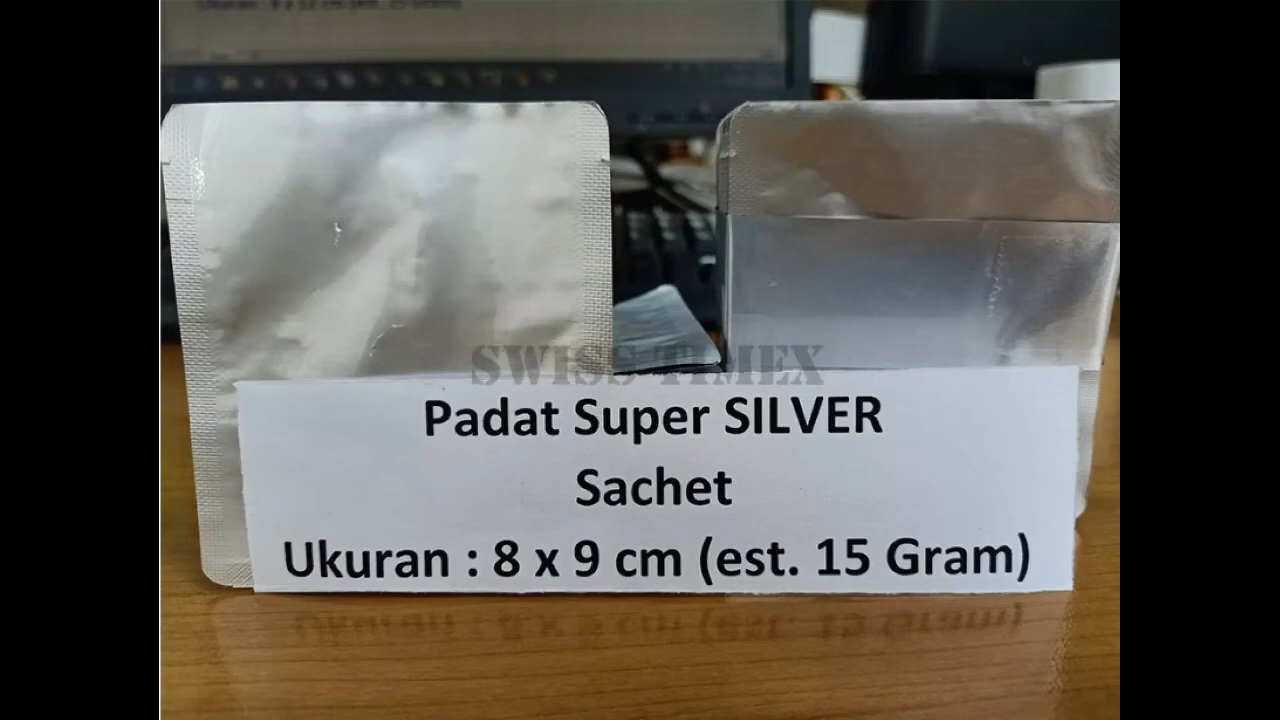 SWISS TIMEX
Padat Super SILVER
Sachet
Ukuran : 8 x 9 cm (est. 15 Gram)